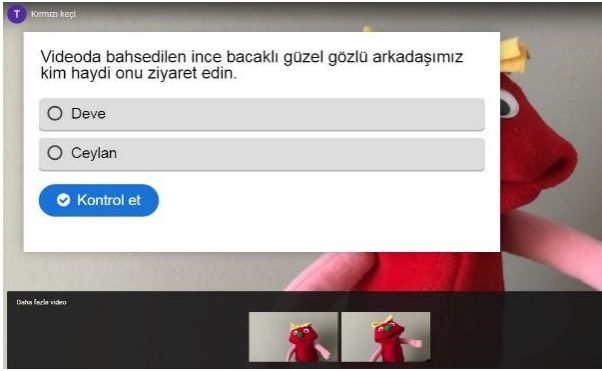 T
Kırmızı keçi
Videoda bahsedilen ince bacaklı güzel gözlü arkadaşımız
kim haydi onu ziyaret edin.
Deve
Ceylan
Kontrol et
Daha fazla video